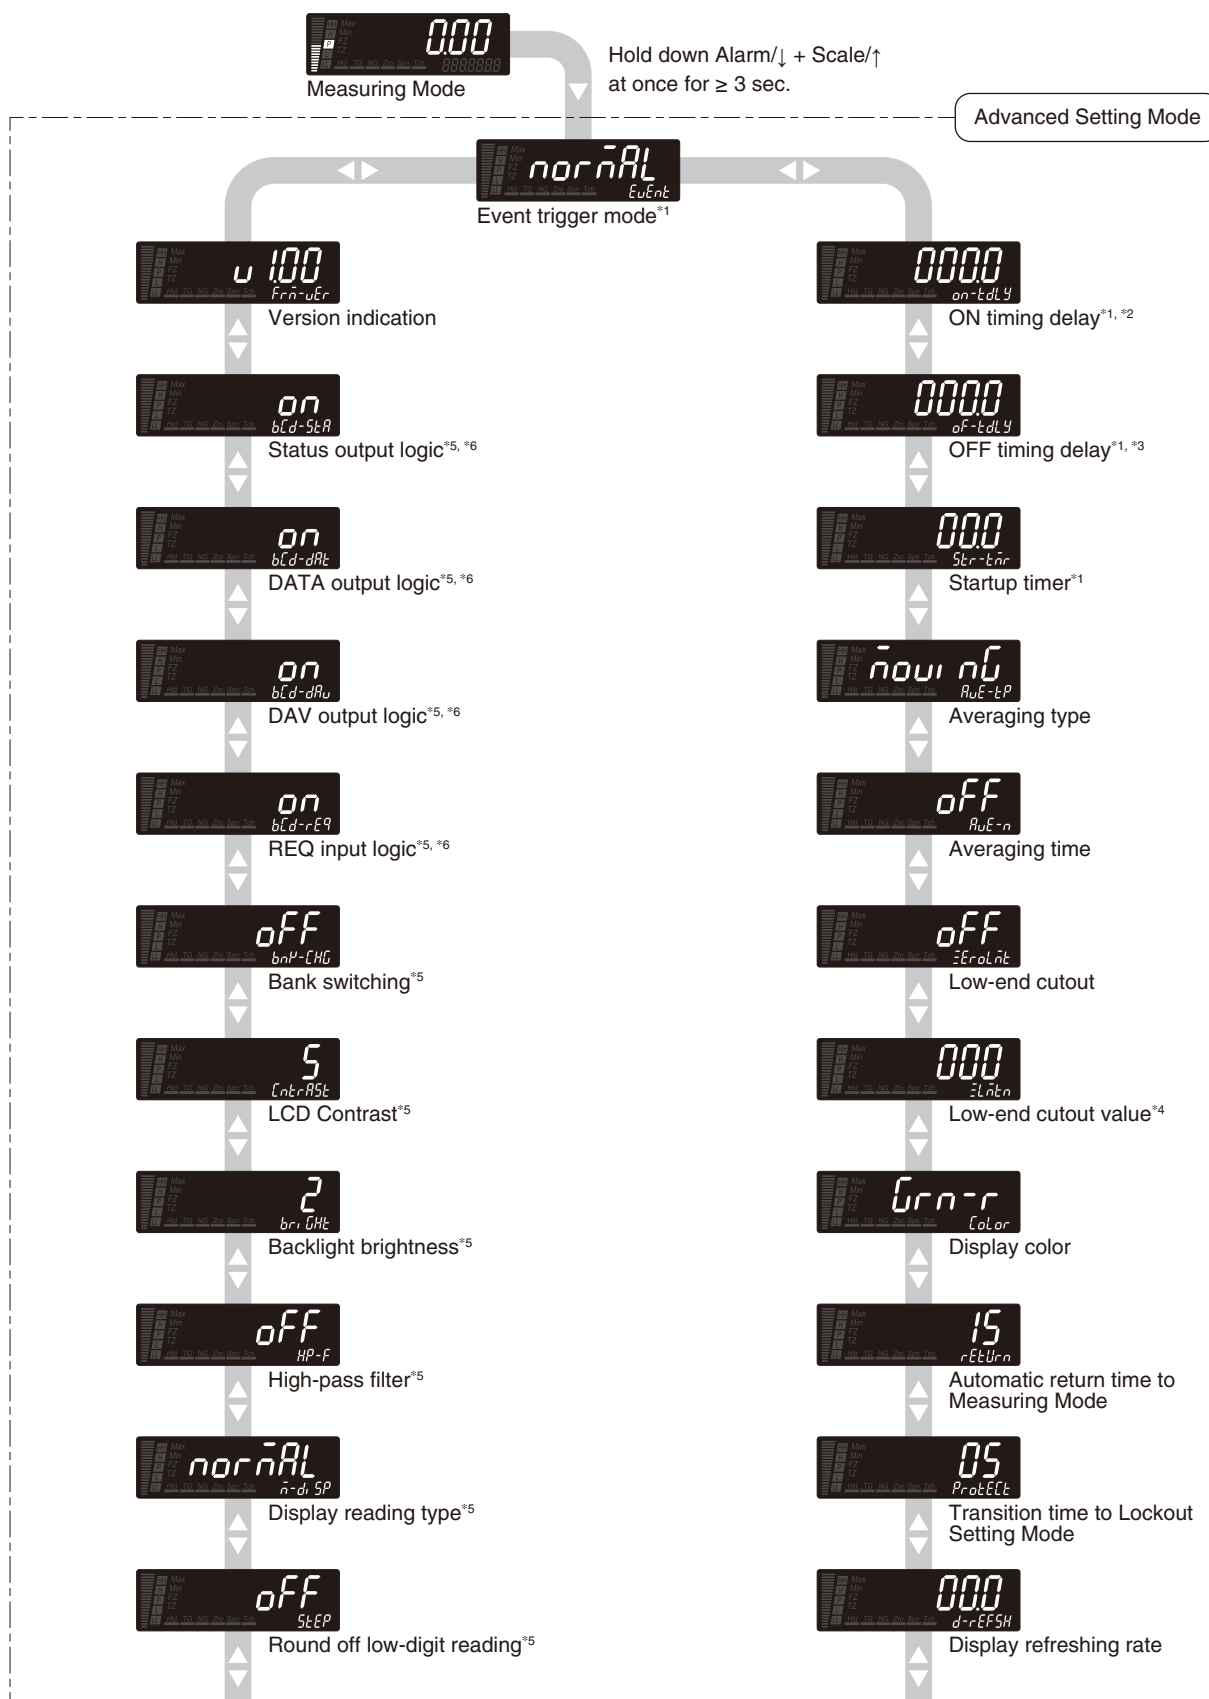 0.00
Measuring Mode
Hold down Alarm/↓ + Scale/↑
at once for ≥ 3 sec.
Advanced Setting Mode
normAL
EvEnt
Event trigger mode*1
v 1.00
Frm-vEr
Version indication
on
bCd-StA
Status output logic*5, *6
on
bCd-dAt
DATA output logic*5, *6
on
bCd-dAv
DAV output logic*5, *6
on
bCd-rEq
REQ input logic*5, *6
oFF
bnK-CHG
Bank switching*5
5
CntrASt
LCD Contrast*5
2
briGHt
Backlight brightness*5
oFF
HP-F
High-pass filter*5
normAL
m-diSP
Display reading type*5
oFF
StEP
Round off low-digit reading*5
000.0
on-tdLY
ON timing delay*1, *2
000.0
oF-tdLY
OFF timing delay*1, *3
00.0
Str-tmr
Startup timer*1
movinG
AvE-tP
Averaging type
oFF
AvE-n
Averaging time
oFF
ZEroLmt
Low-end cutout
000
ZLmtn
Low-end cutout value*4
Grn-r
CoLor
Display color
15
rEtUrn
Automatic return time to
Measuring Mode
05
ProtECt
Transition time to Lockout
Setting Mode
00.0
d-rEFSH
Display refreshing rate